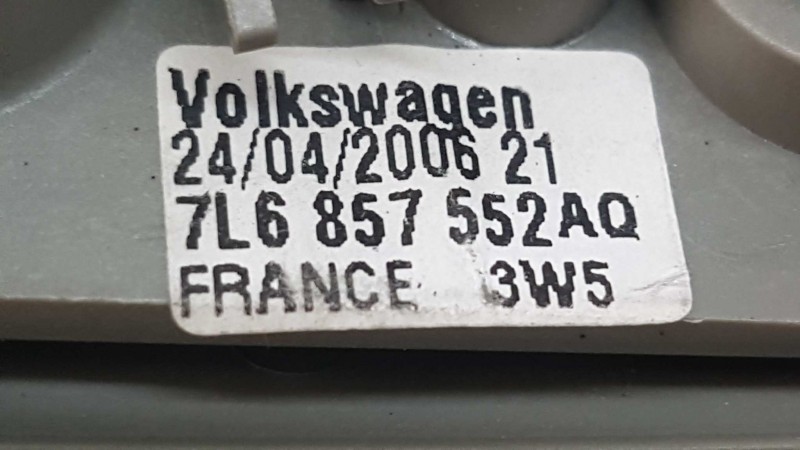 Volkswagen
24/04/2006 21
7L6 857 552AQ
FRANCE 3W5